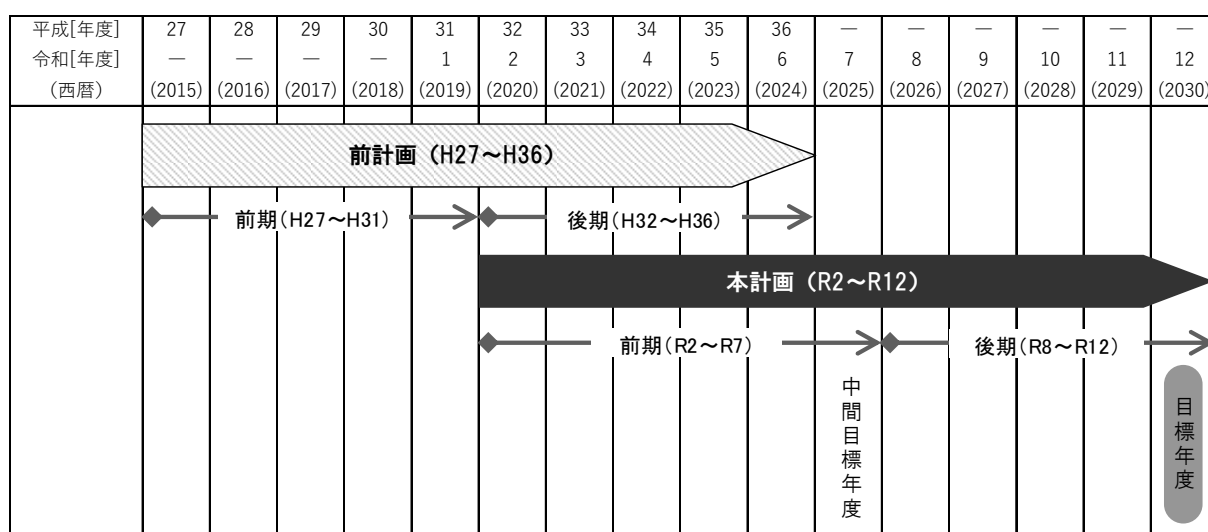 平成[年度] 27 28 29 30 31 32 33 34 35 36 — — — — — —
令和[年度] — — — — 1 2 3 4 5 6 7 8 9 10 11 12
(西暦) (2015) (2016) (2017) (2018) (2019) (2020) (2021) (2022) (2023) (2024) (2025) (2026) (2027) (2028) (2029) (2030)
前計画（H27～H36）
前期(H27～H31) 後期(H32～H36)
本計画（R2～R12）
前期(R2～R7) 後期(R8～R12)
中間目標年度
目標年度